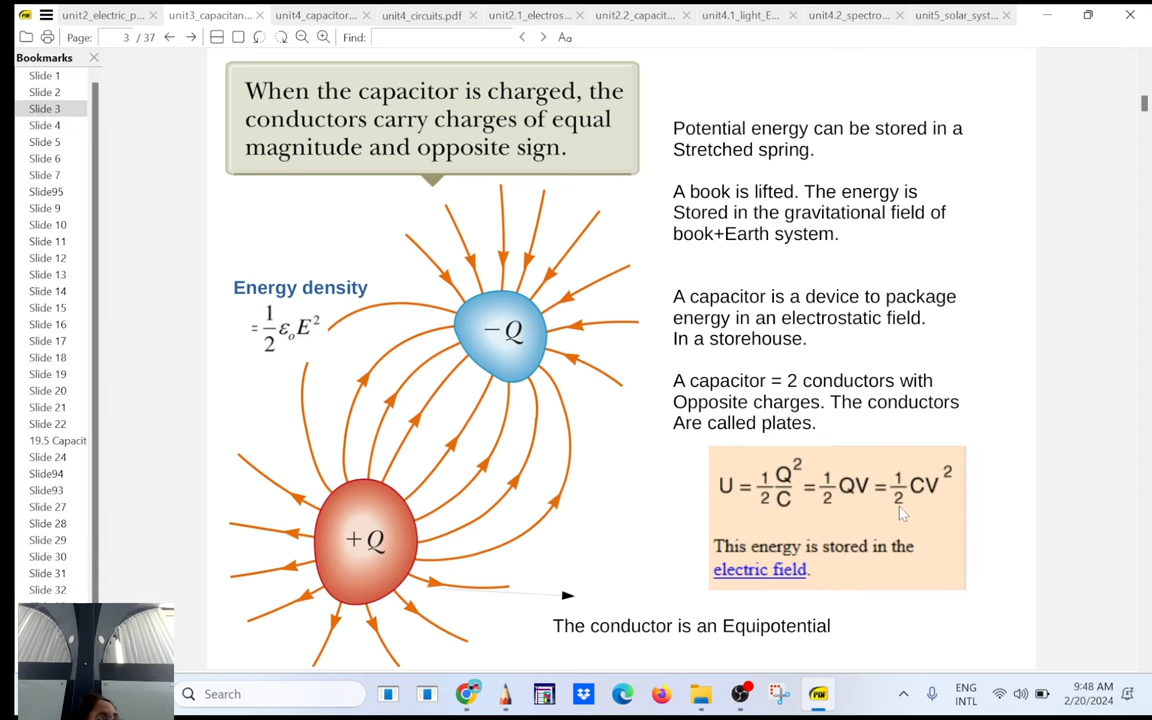 unit2_electric_p...
unit3_capacitan...
unit4_capacitor...
unit4_circuits.pdf
unit2.1_electros...
unit2.2_capacit...
unit4.1_light_E...
unit4.2_spectro...
unit5_solar_syst...
Page: 3 / 37
Find:
Aa
Bookmarks
Slide 1
Slide 2
Slide 3
Slide 4
Slide 5
Slide 6
Slide 7
Slide95
Slide 9
Slide 10
Slide 11
Slide 12
Slide 13
Slide 14
Slide 15
Slide 16
Slide 17
Slide 18
Slide 19
Slide 20
Slide 21
Slide 22
19.5 Capacit
Slide 24
Slide94
Slide93
Slide 27
Slide 28
Slide 29
Slide 30
Slide 31
Slide 32
When the capacitor is charged, the
conductors carry charges of equal
magnitude and opposite sign.
Energy density
= 1/2 εₒE²
−Q
+Q
Potential energy can be stored in a
Stretched spring.
A book is lifted. The energy is
Stored in the gravitational field of
book+Earth system.
A capacitor is a device to package
energy in an electrostatic field.
In a storehouse.
A capacitor = 2 conductors with
Opposite charges. The conductors
Are called plates.
U = 1/2 Q²/C = 1/2 QV = 1/2 CV²
This energy is stored in the
electric field.
The conductor is an Equipotential
Search
PDF
ENG
INTL
9:48 AM
2/20/2024